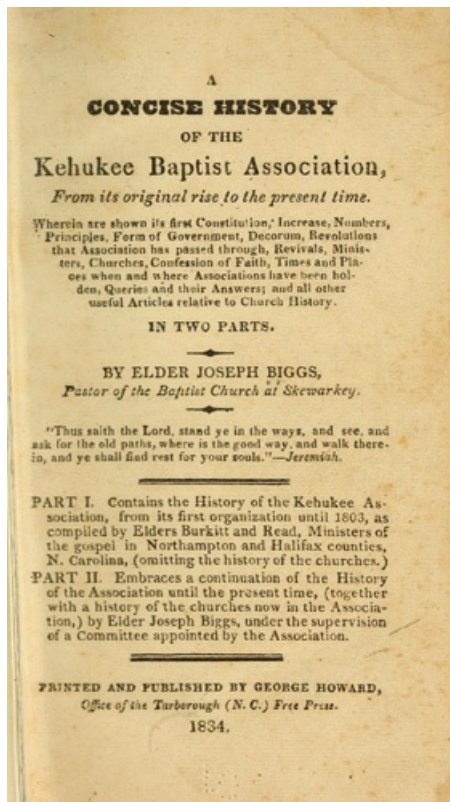 A
CONCISE HISTORY
OF THE
Kehukee Baptist Association,
From its original rise to the present time.
Wherein are shown its first Constitution, Increase, Numbers,
Principles, Form of Government, Decorum, Revolutions
that Association has passed through, Revivals, Minis-
ters, Churches, Confession of Faith, Times and Pla-
ces when and where Associations have been hol-
den, Queries and their Answers; and all other
useful Articles relative to Church History.
IN TWO PARTS.
BY ELDER JOSEPH BIGGS,
Pastor of the Baptist Church at Skewarkey.
"Thus saith the Lord, stand ye in the ways, and see, and
ask for the old paths, where is the good way, and walk there-
in, and ye shall find rest for your souls."—Jeremiah.
PART I. Contains the History of the Kehukee As-
sociation, from its first organization until 1803, as
compiled by Elders Burkitt and Read, Ministers of
the gospel in Northampton and Halifax counties,
N. Carolina, (omitting the history of the churches.)
PART II. Embraces a continuation of the History
of the Association until the present time, (together
with a history of the churches now in the Associa-
tion,) by Elder Joseph Biggs, under the supervision
of a Committee appointed by the Association.
PRINTED AND PUBLISHED BY GEORGE HOWARD,
Office of the Tarborough (N. C.) Free Press.
1834.